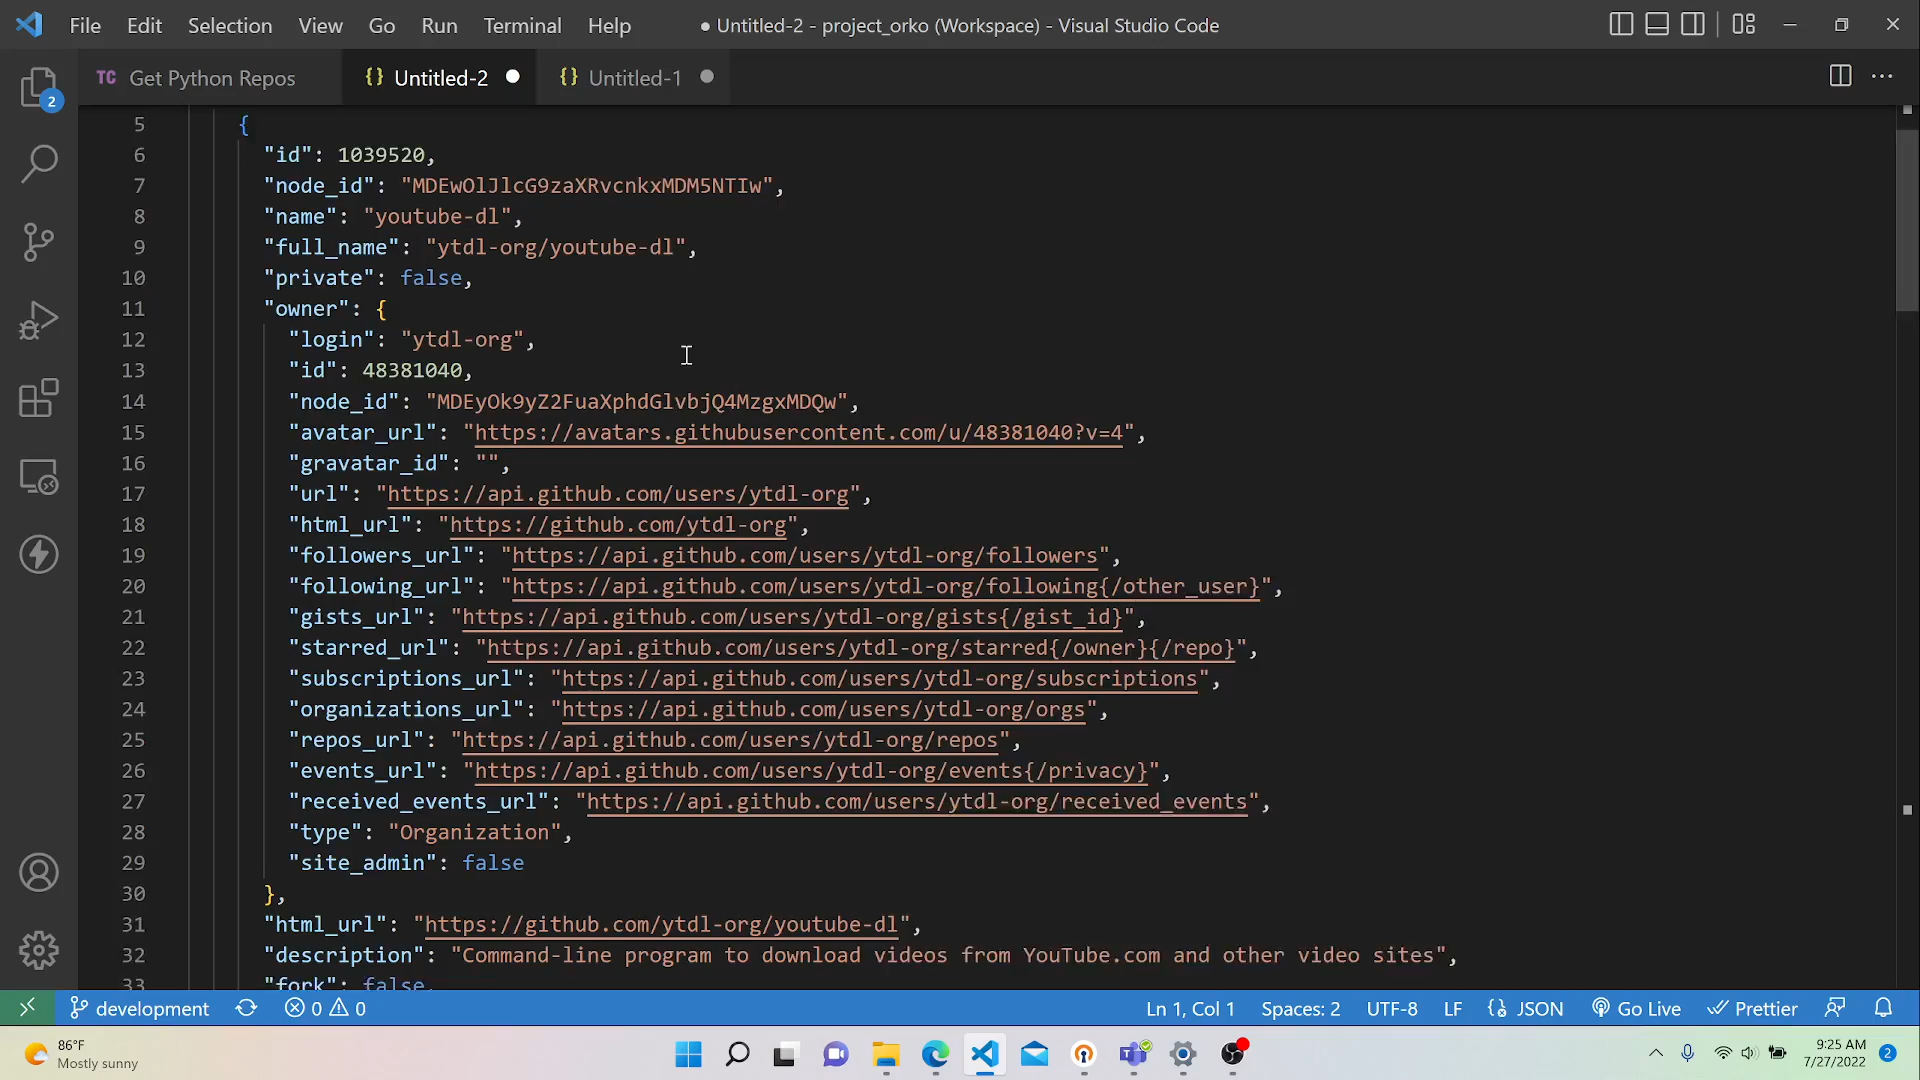 File Edit Selection View Go Run Terminal Help ● Untitled-2 - project_orko (Workspace) - Visual Studio Code
2
TC Get Python Repos {} Untitled-2 ● {} Untitled-1 ●
5 {
6 "id": 1039520,
7 "node_id": "MDEwOlJlcG9zaXRvcnkxMDM5NTIw",
8 "name": "youtube-dl",
9 "full_name": "ytdl-org/youtube-dl",
10 "private": false,
11 "owner": {
12 "login": "ytdl-org",
13 "id": 48381040,
14 "node_id": "MDEyOk9yZ2FuaXphdGlvbjQ4MzgxMDQw",
15 "avatar_url": "https://avatars.githubusercontent.com/u/48381040?v=4",
16 "gravatar_id": "",
17 "url": "https://api.github.com/users/ytdl-org",
18 "html_url": "https://github.com/ytdl-org",
19 "followers_url": "https://api.github.com/users/ytdl-org/followers",
20 "following_url": "https://api.github.com/users/ytdl-org/following{/other_user}",
21 "gists_url": "https://api.github.com/users/ytdl-org/gists{/gist_id}",
22 "starred_url": "https://api.github.com/users/ytdl-org/starred{/owner}{/repo}",
23 "subscriptions_url": "https://api.github.com/users/ytdl-org/subscriptions",
24 "organizations_url": "https://api.github.com/users/ytdl-org/orgs",
25 "repos_url": "https://api.github.com/users/ytdl-org/repos",
26 "events_url": "https://api.github.com/users/ytdl-org/events{/privacy}",
27 "received_events_url": "https://api.github.com/users/ytdl-org/received_events",
28 "type": "Organization",
29 "site_admin": false
30 },
31 "html_url": "https://github.com/ytdl-org/youtube-dl",
32 "description": "Command-line program to download videos from YouTube.com and other video sites",
33 "fork": false,
development 0 0 Ln 1, Col 1 Spaces: 2 UTF-8 LF {} JSON Go Live Prettier
86°F
Mostly sunny
9:25 AM
7/27/2022
2